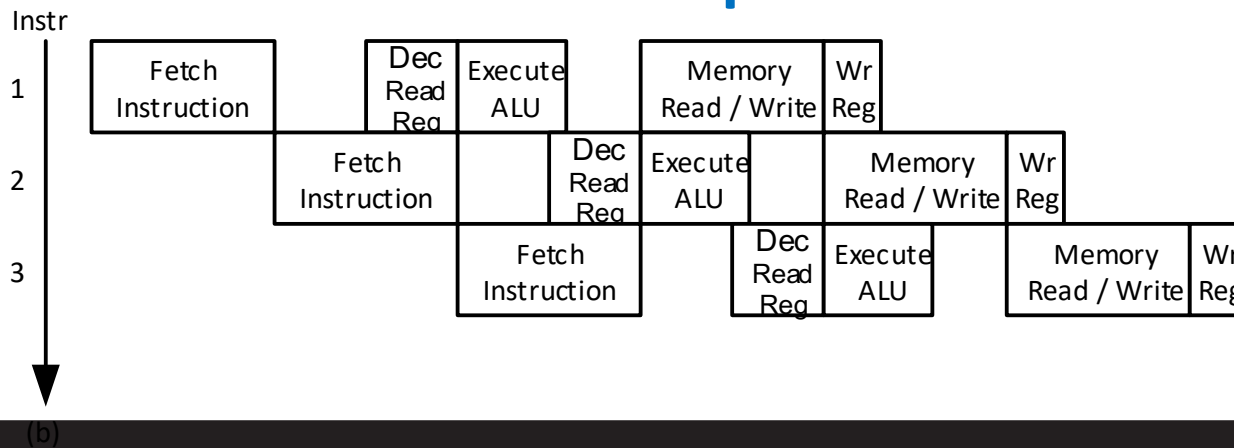 Instr
1
Fetch
Instruction
Dec
Read
Reg
Execute
ALU
Memory
Read / Write
Wr
Reg
2
Fetch
Instruction
Dec
Read
Reg
Execute
ALU
Memory
Read / Write
Wr
Reg
3
Fetch
Instruction
Dec
Read
Reg
Execute
ALU
Memory
Read / Write
Wr
Reg
(b)